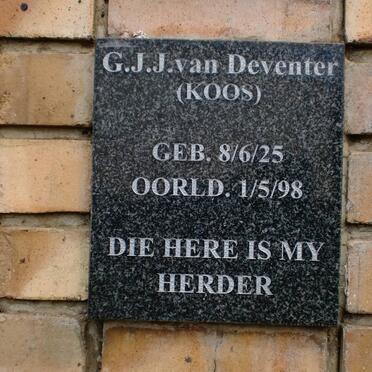 G.J.J.van Deventer
(KOOS)
GEB. 8/6/25
OORLD. 1/5/98
DIE HERE IS MY
HERDER